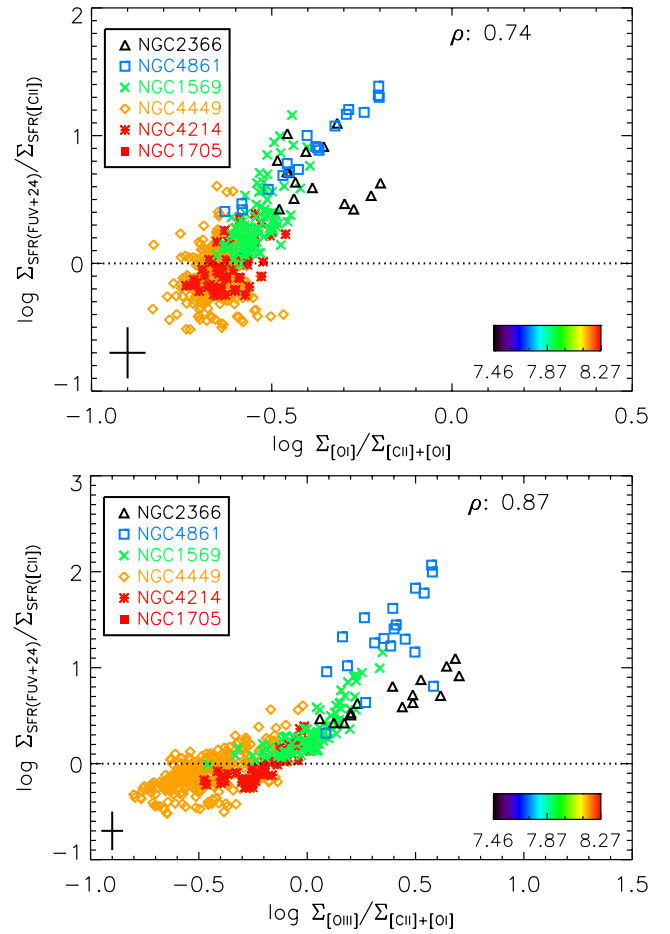 ρ: 0.74
NGC2366
NGC4861
NGC1569
NGC4449
NGC4214
NGC1705
log Σ_SFR(FUV+24)/Σ_SFR([CII])
2
1
0
−1
7.46 7.87 8.27
−1.0 −0.5 0.0 0.5
log Σ_[OI]/Σ_[CII]+[OI]
ρ: 0.87
NGC2366
NGC4861
NGC1569
NGC4449
NGC4214
NGC1705
log Σ_SFR(FUV+24)/Σ_SFR([CII])
3
2
1
0
−1
7.46 7.87 8.27
−1.0 −0.5 0.0 0.5 1.0 1.5
log Σ_[OIII]/Σ_[CII]+[OI]